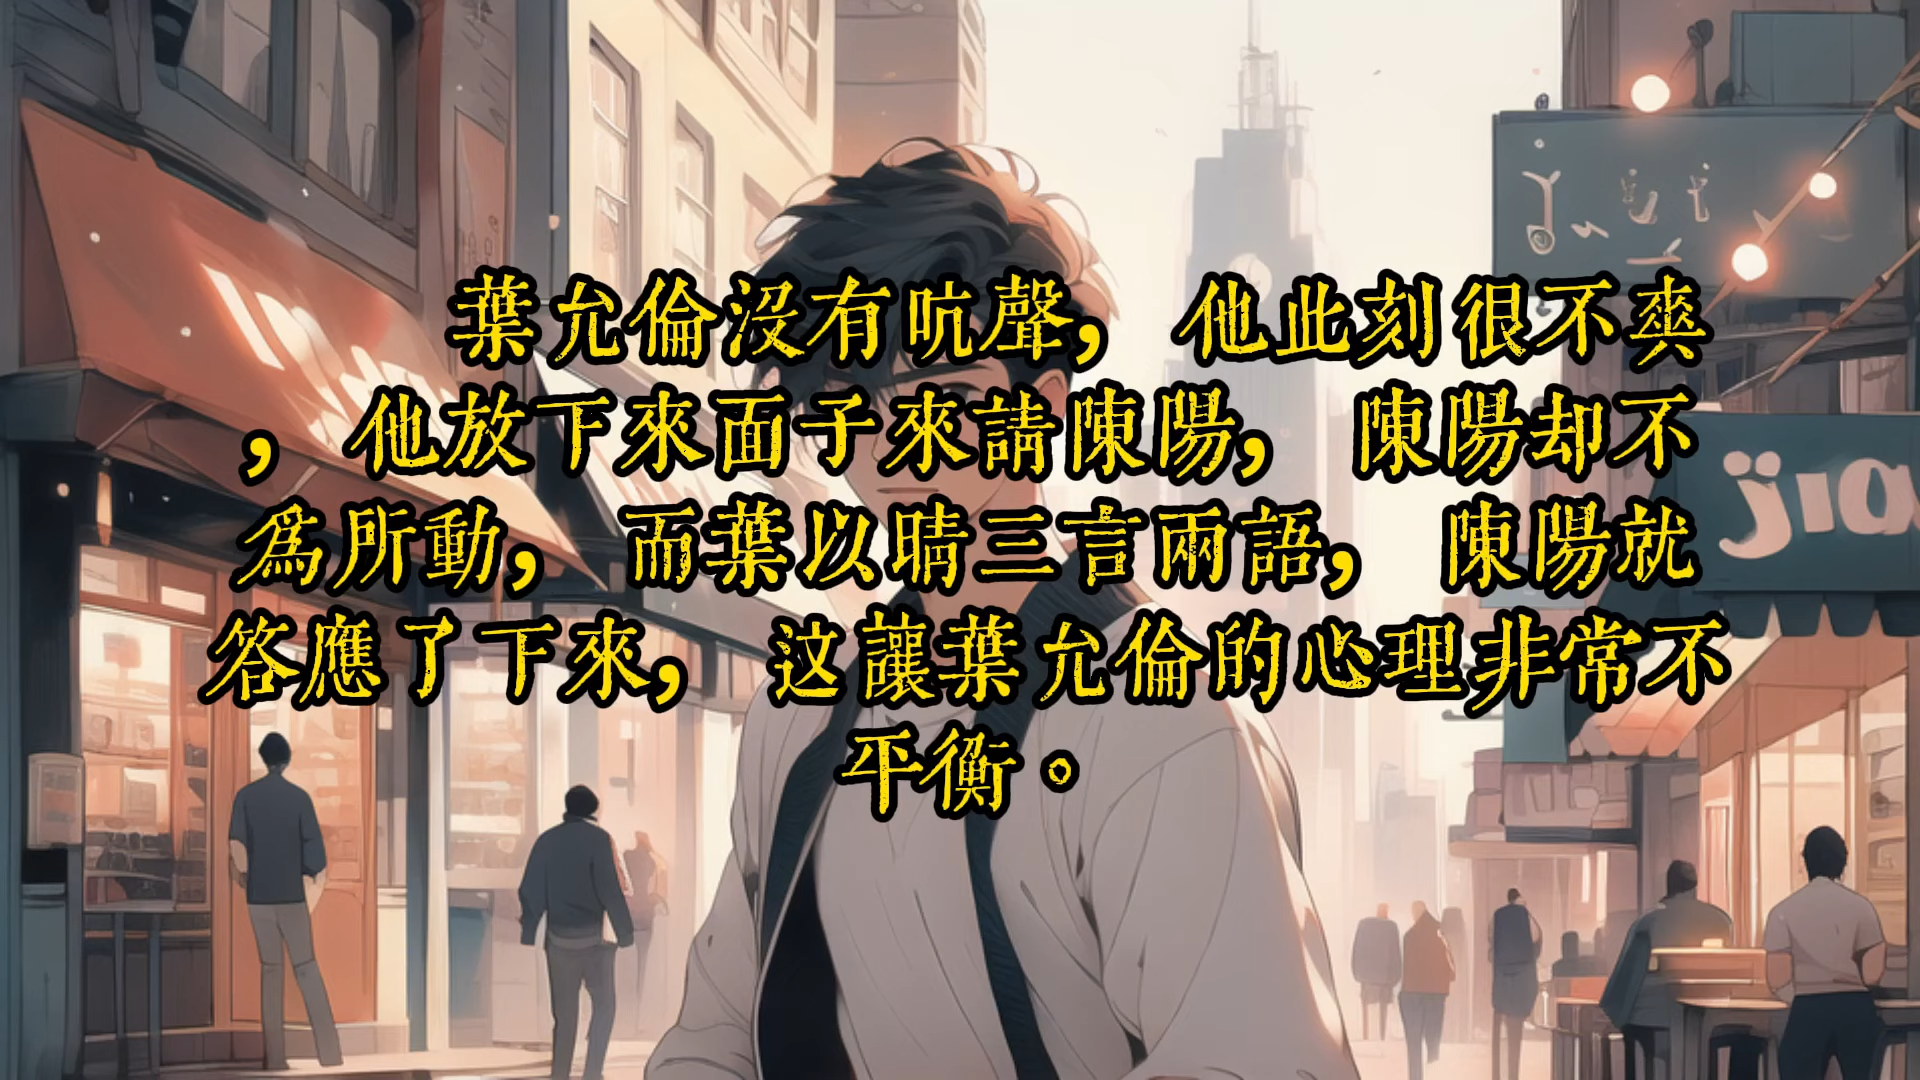 葉允倫没有吭聲，他此刻很不爽
，他放下來面子來請陳陽，陳陽却不
爲所動，而葉以晴三言兩語，陳陽就
答應了下來，这讓葉允倫的心理非常不
平衡。